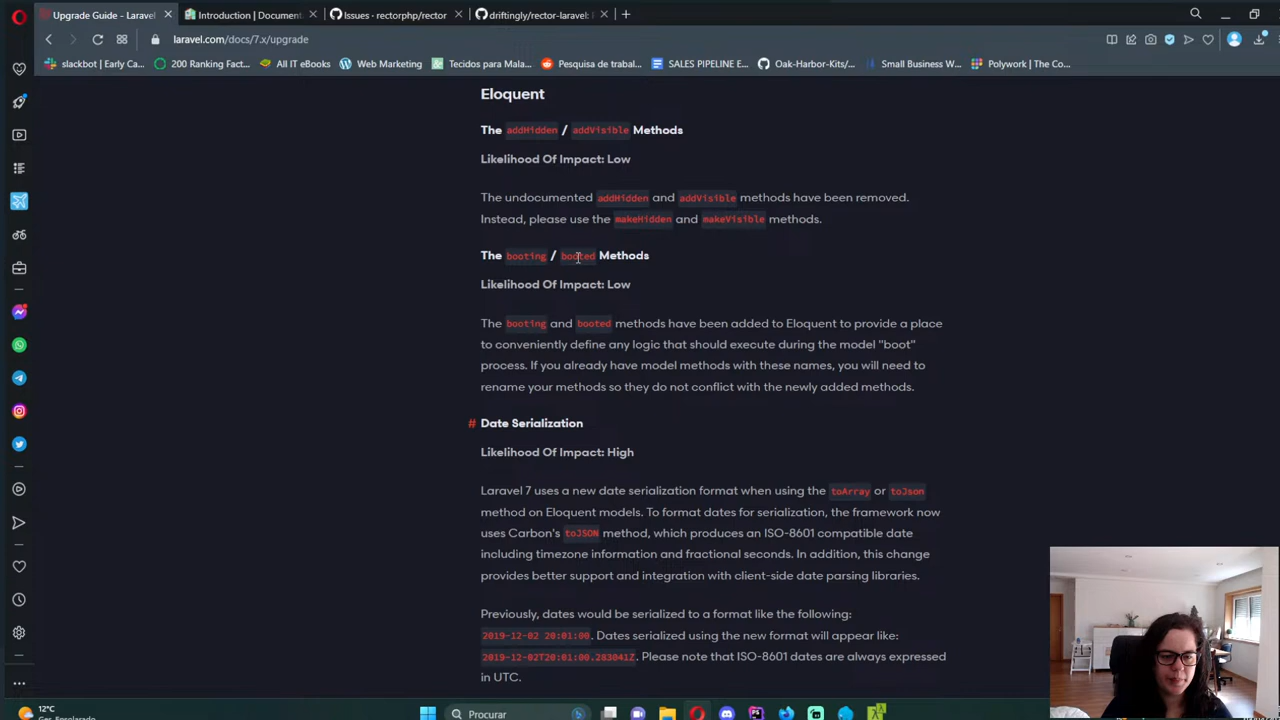 Upgrade Guide - Laravel
Introduction | Document
Issues - rectorphp/rector
driftingly/rector-laravel:
laravel.com/docs/7.x/upgrade
slackbot | Early Ca...
200 Ranking Fact...
All IT eBooks
Web Marketing
Tecidos para Mala...
Pesquisa de trabal...
SALES PIPELINE E...
Oak-Harbor-Kits/...
Small Business W...
Polywork | The Co...
Eloquent
The addHidden / addVisible Methods
Likelihood Of Impact: Low
The undocumented addHidden and addVisible methods have been removed.
Instead, please use the makeHidden and makeVisible methods.
The booting / booted Methods
Likelihood Of Impact: Low
The booting and booted methods have been added to Eloquent to provide a place
to conveniently define any logic that should execute during the model "boot"
process. If you already have model methods with these names, you will need to
rename your methods so they do not conflict with the newly added methods.
# Date Serialization
Likelihood Of Impact: High
Laravel 7 uses a new date serialization format when using the toArray or toJson
method on Eloquent models. To format dates for serialization, the framework now
uses Carbon's toJSON method, which produces an ISO-8601 compatible date
including timezone information and fractional seconds. In addition, this change
provides better support and integration with client-side date parsing libraries.
Previously, dates would be serialized to a format like the following:
2019-12-02 20:01:00. Dates serialized using the new format will appear like:
2019-12-02T20:01:00.283041Z. Please note that ISO-8601 dates are always expressed
in UTC.
12°C
Ger. Ensolarado
Procurar